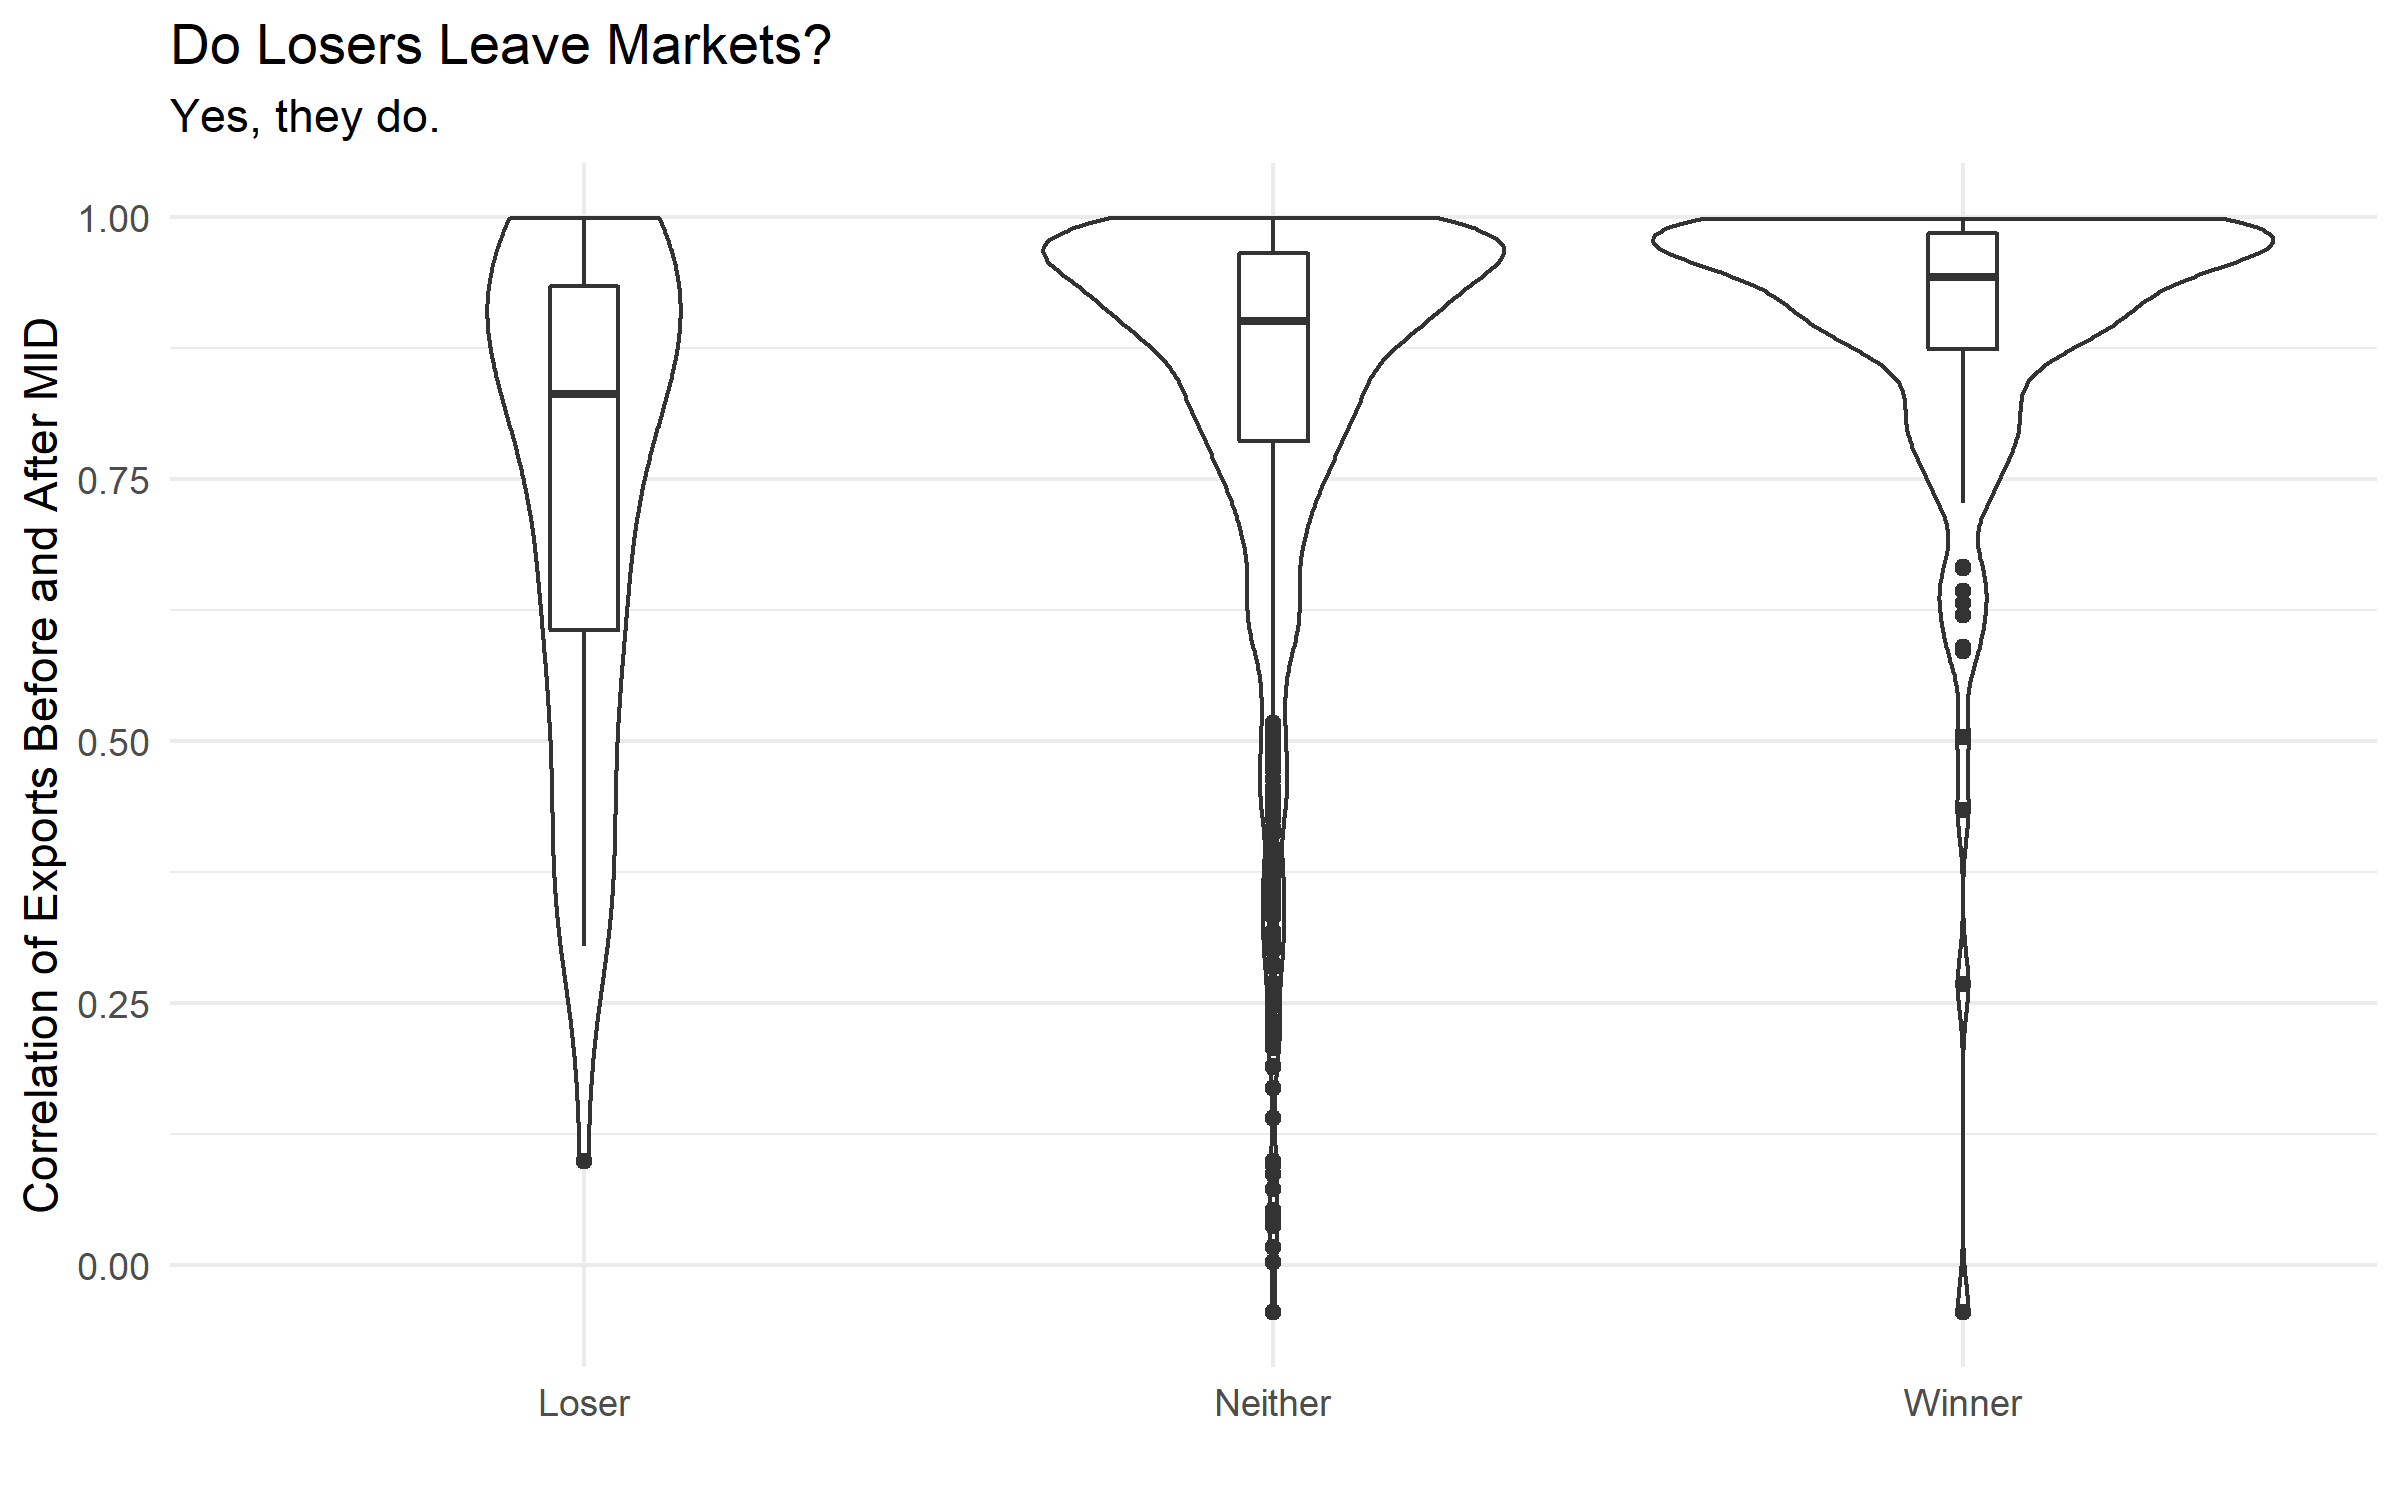 Do Losers Leave Markets?
Yes, they do.
Correlation of Exports Before and After MID
1.00
0.75
0.50
0.25
0.00
Loser
Neither
Winner